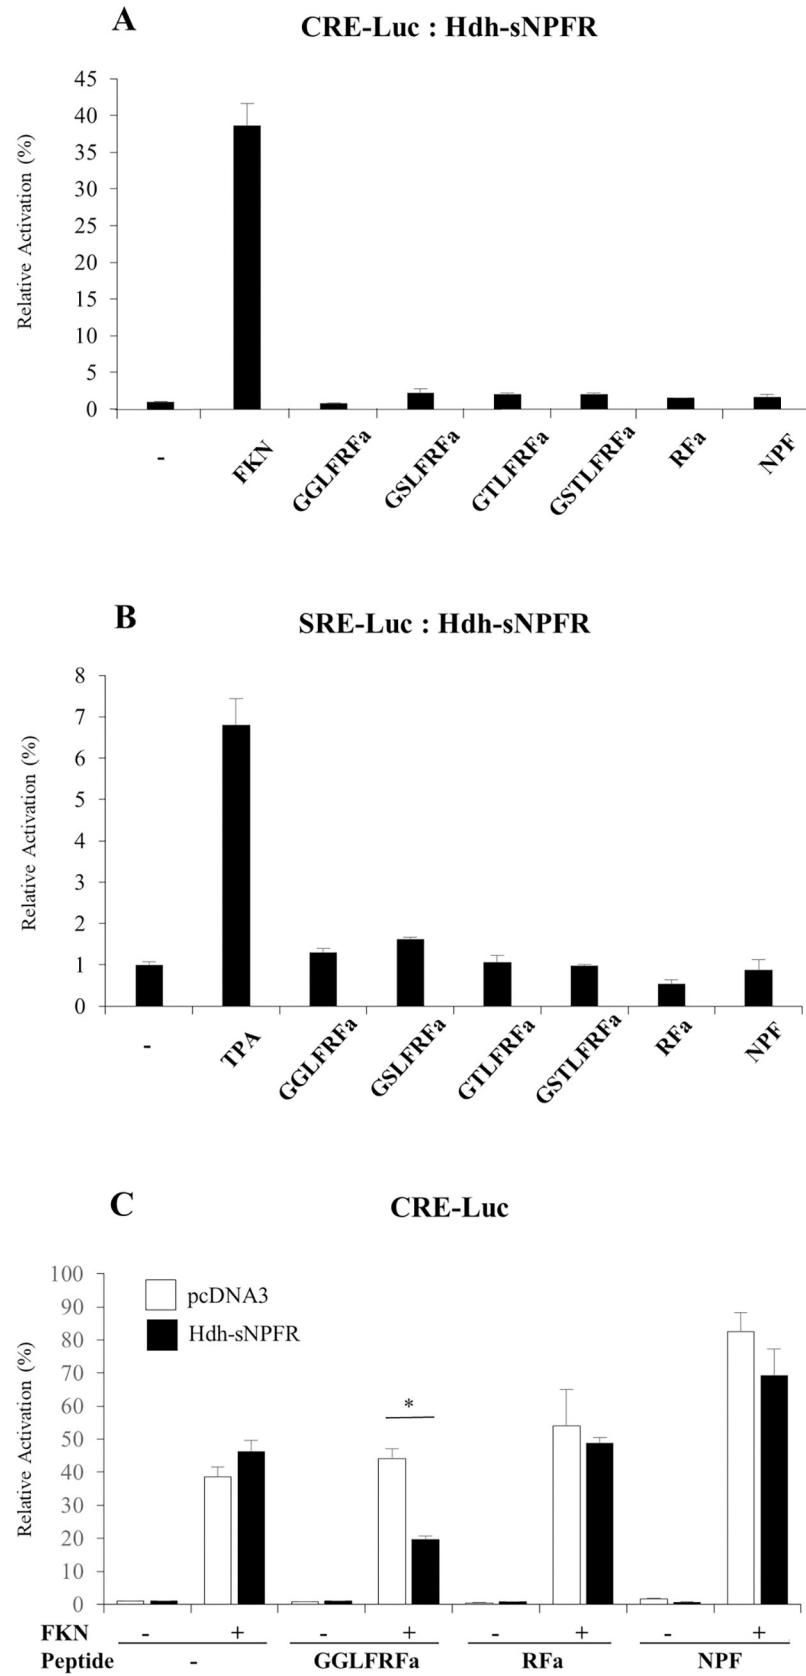 A
CRE-Luc : Hdh-sNPFR
Relative Activation (%)
45
40
35
30
25
20
15
10
5
0
- FKN GGLFRFa GSLFRFa GTLFRFa GSTLFRFa RFa NPF
B
SRE-Luc : Hdh-sNPFR
Relative Activation (%)
8
7
6
5
4
3
2
1
0
- TPA GGLFRFa GSLFRFa GTLFRFa GSTLFRFa RFa NPF
C
CRE-Luc
Relative Activation (%)
100
90
80
70
60
50
40
30
20
10
0
pcDNA3
Hdh-sNPFR
*
FKN - + - + - + - +
Peptide - GGLFRFa RFa NPF